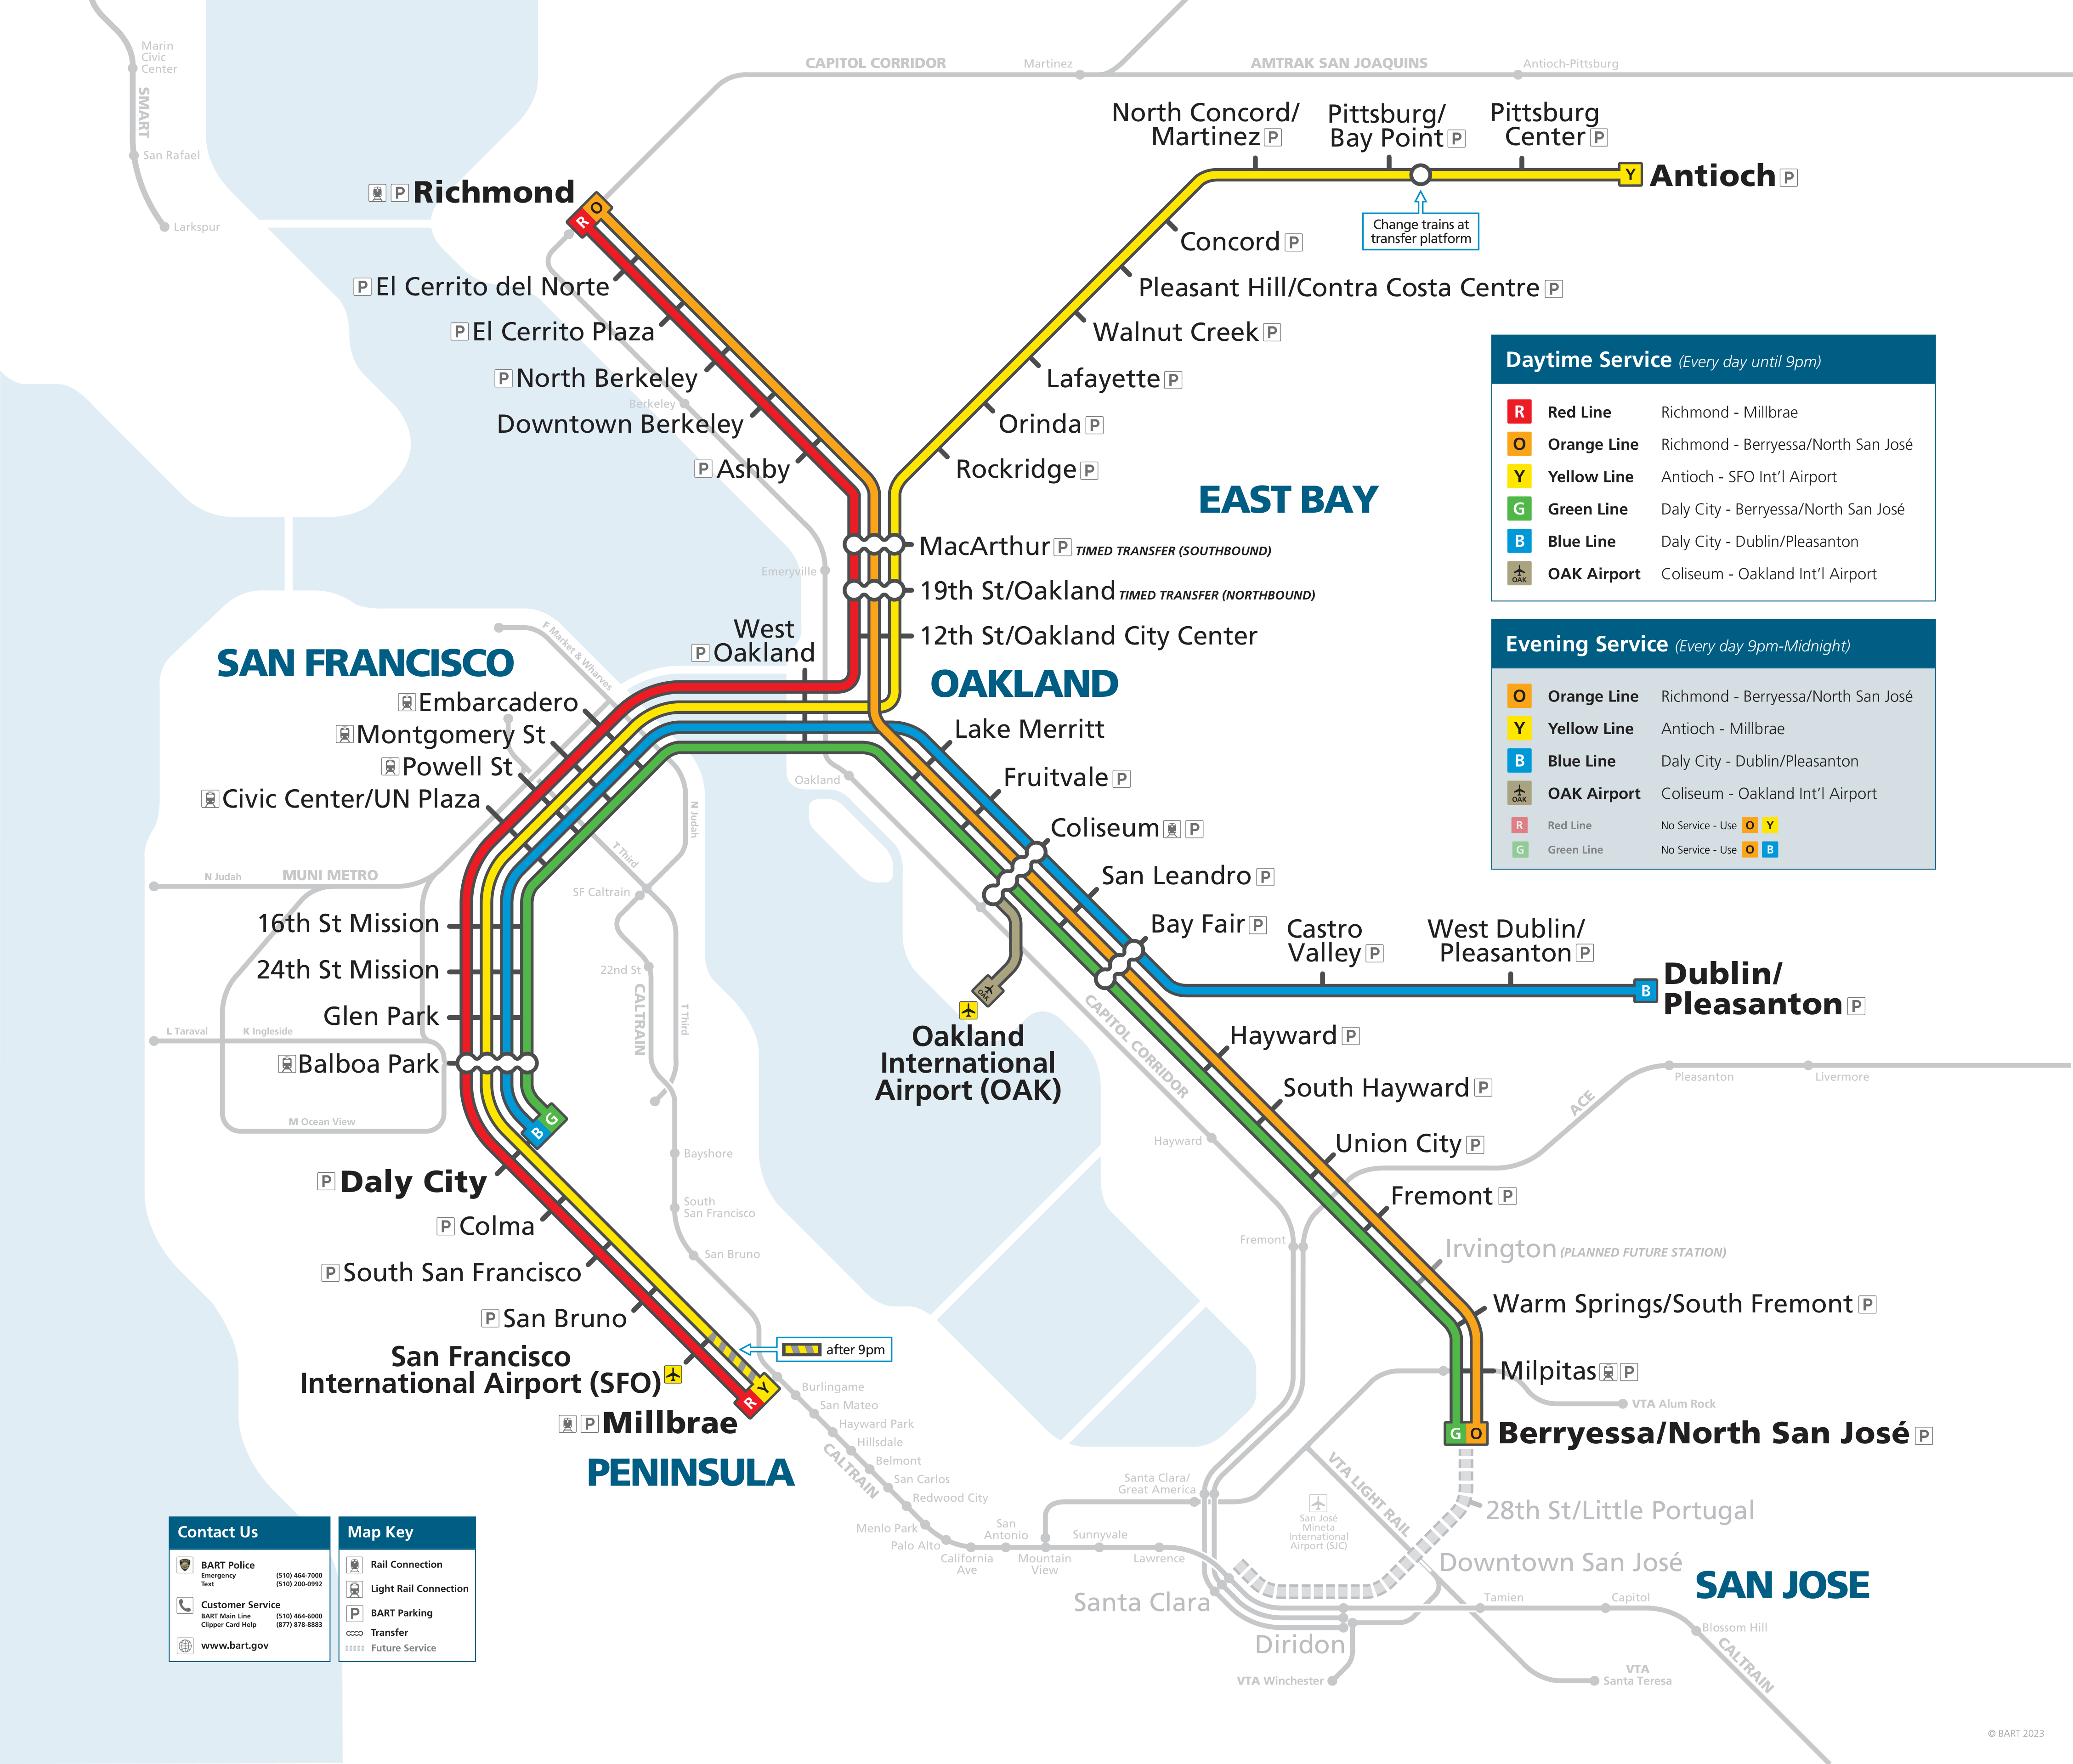 Marin
Civic
Center
SMART
San Rafael
Larkspur
CAPITOL CORRIDOR
Martinez
AMTRAK SAN JOAQUINS
Antioch-Pittsburg
North Concord/
Martinez P
Pittsburg/
Bay Point P
Pittsburg
Center P
Y
Antioch P
Change trains at
transfer platform
P Richmond
R
O
P El Cerrito del Norte
P El Cerrito Plaza
P North Berkeley
Berkeley
Downtown Berkeley
P Ashby
Concord P
Pleasant Hill/Contra Costa Centre P
Walnut Creek P
Lafayette P
Orinda P
Rockridge P
EAST BAY
MacArthur P TIMED TRANSFER (SOUTHBOUND)
Emeryville
19th St/Oakland TIMED TRANSFER (NORTHBOUND)
12th St/Oakland City Center
West
P Oakland
OAKLAND
Daytime Service (Every day until 9pm)
R Red Line Richmond - Millbrae
O Orange Line Richmond - Berryessa/North San José
Y Yellow Line Antioch - SFO Int'l Airport
G Green Line Daly City - Berryessa/North San José
B Blue Line Daly City - Dublin/Pleasanton
OAK OAK Airport Coliseum - Oakland Int'l Airport
Evening Service (Every day 9pm-Midnight)
O Orange Line Richmond - Berryessa/North San José
Y Yellow Line Antioch - Millbrae
B Blue Line Daly City - Dublin/Pleasanton
OAK OAK Airport Coliseum - Oakland Int'l Airport
R Red Line No Service - Use O Y
G Green Line No Service - Use O B
SAN FRANCISCO
F Market & Wharves
Embarcadero
Montgomery St
Powell St
Civic Center/UN Plaza
N Judah
T Third
N Judah
MUNI METRO
SF Caltrain
16th St Mission
24th St Mission
22nd St
CALTRAIN
T Third
Glen Park
L Taraval
K Ingleside
Balboa Park
M Ocean View
B
G
P Daly City
Bayshore
P Colma
South
San Francisco
P South San Francisco
San Bruno
P San Bruno
San Francisco
International Airport (SFO)
after 9pm
R
Y
P Millbrae
PENINSULA
Lake Merritt
Oakland
Fruitvale P
Coliseum P
San Leandro P
Bay Fair P
Castro
Valley P
West Dublin/
Pleasanton P
B
Dublin/
Pleasanton P
OAK
Oakland
International
Airport (OAK)
CAPITOL CORRIDOR
Hayward P
South Hayward P
Pleasanton
Livermore
ACE
Hayward
Union City P
Fremont P
Fremont
Irvington (PLANNED FUTURE STATION)
Warm Springs/South Fremont P
Milpitas P
VTA Alum Rock
G
O
Berryessa/North San José P
Burlingame
San Mateo
Hayward Park
Hillsdale
Belmont
San Carlos
Redwood City
CALTRAIN
Menlo Park
Palo Alto
California
Ave
San
Antonio
Mountain
View
Sunnyvale
Lawrence
Santa Clara/
Great America
VTA LIGHT RAIL
San José
Mineta
International
Airport (SJC)
28th St/Little Portugal
Downtown San José
SAN JOSE
Santa Clara
Diridon
Tamien
Capitol
Blossom Hill
CALTRAIN
VTA Winchester
VTA
Santa Teresa
Contact Us
BART Police
Emergency (510) 464-7000
Text (510) 200-0992
Customer Service
BART Main Line (510) 464-6000
Clipper Card Help (877) 878-8883
www.bart.gov
Map Key
Rail Connection
Light Rail Connection
P BART Parking
Transfer
Future Service
© BART 2023